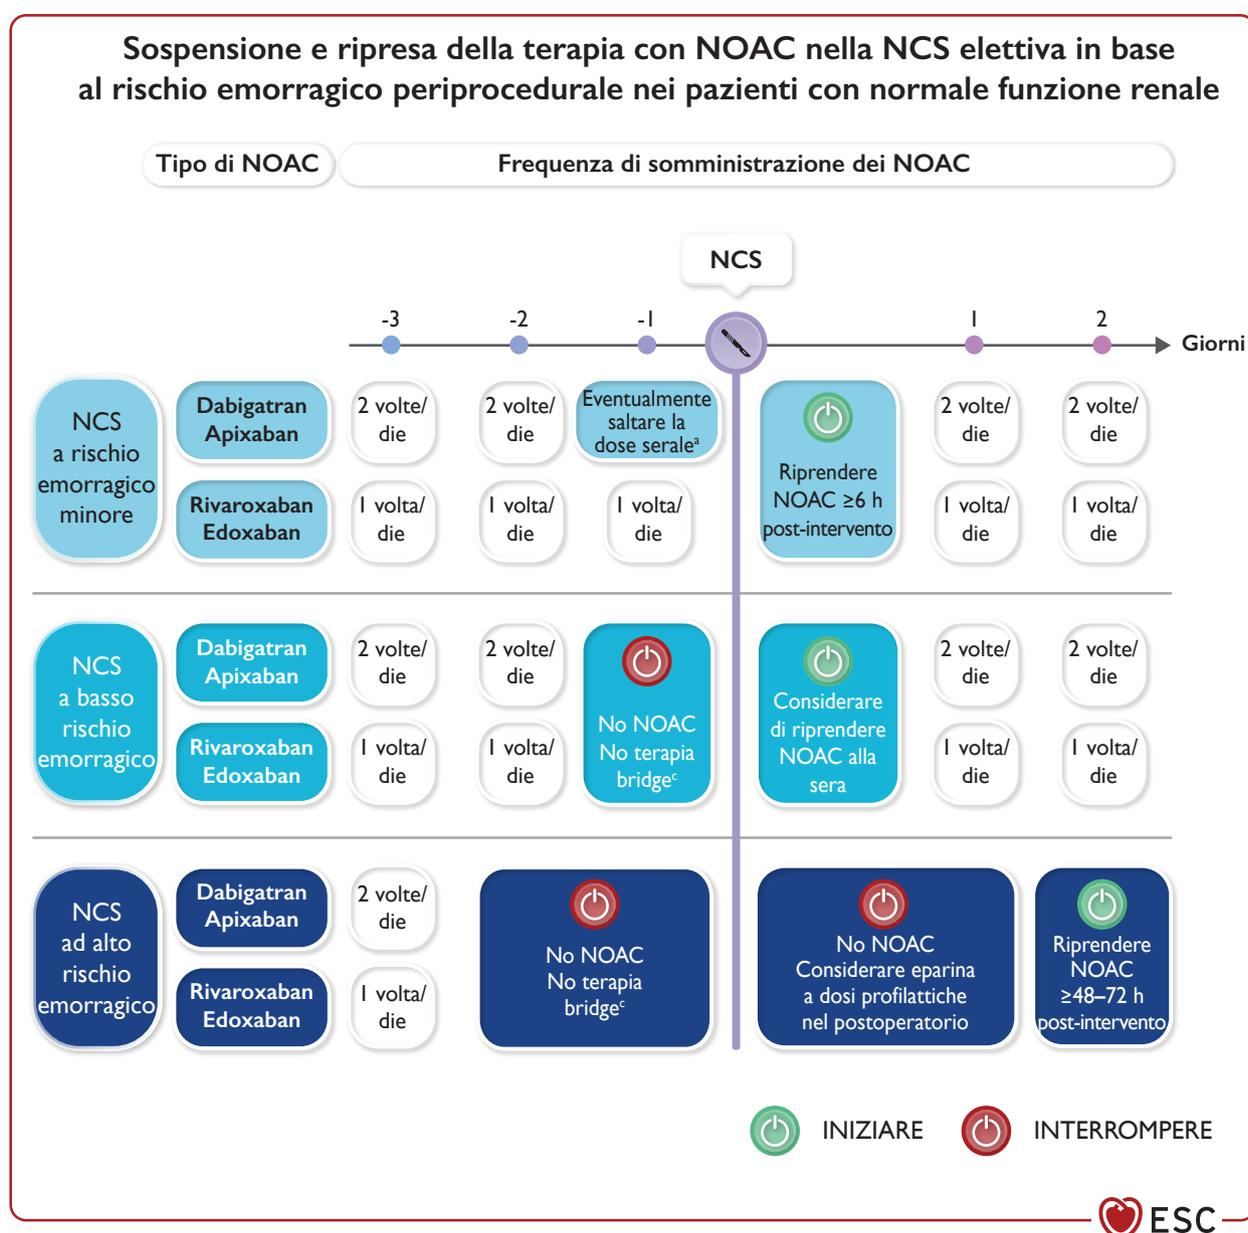 Sospensione e ripresa della terapia con NOAC nella NCS elettiva in base
al rischio emorragico periprocedurale nei pazienti con normale funzione renale
Tipo di NOAC
Frequenza di somministrazione dei NOAC
NCS
-3
-2
-1
1
2
Giorni
NCS
a rischio
emorragico
minore
Dabigatran
Apixaban
2 volte/
die
2 volte/
die
Eventualmente
saltare la
dose seraleᵃ
Riprendere
NOAC ≥6 h
post-intervento
2 volte/
die
2 volte/
die
Rivaroxaban
Edoxaban
1 volta/
die
1 volta/
die
1 volta/
die
1 volta/
die
1 volta/
die
NCS
a basso
rischio
emorragico
Dabigatran
Apixaban
2 volte/
die
2 volte/
die
No NOAC
No terapia
bridgeᶜ
Considerare
di riprendere
NOAC alla
sera
2 volte/
die
2 volte/
die
Rivaroxaban
Edoxaban
1 volta/
die
1 volta/
die
1 volta/
die
1 volta/
die
NCS
ad alto
rischio
emorragico
Dabigatran
Apixaban
2 volte/
die
No NOAC
No terapia
bridgeᶜ
No NOAC
Considerare eparina
a dosi profilattiche
nel postoperatorio
Riprendere
NOAC
≥48–72 h
post-intervento
Rivaroxaban
Edoxaban
1 volta/
die
INIZIARE
INTERROMPERE
ESC